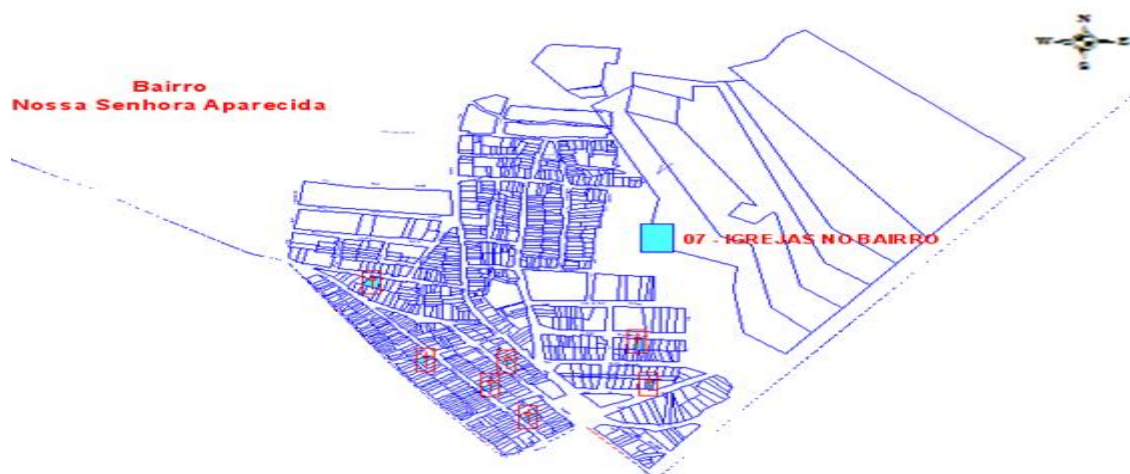 N
W E
S
Bairro
Nossa Senhora Aparecida
07 - IGREJAS NO BAIRRO